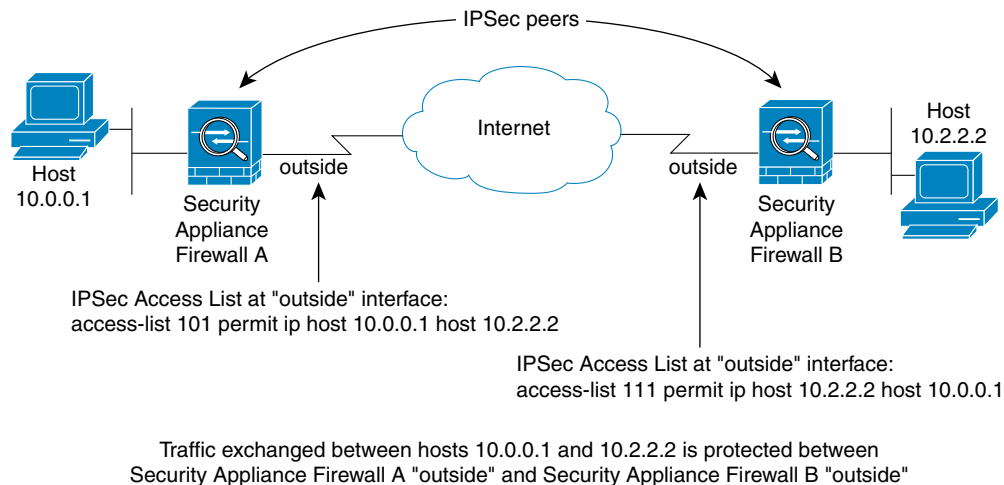 IPSec peers
Internet
Host
10.0.0.1
outside
Security
Appliance
Firewall A
outside
Security
Appliance
Firewall B
Host
10.2.2.2
IPSec Access List at "outside" interface:
access-list 101 permit ip host 10.0.0.1 host 10.2.2.2
IPSec Access List at "outside" interface:
access-list 111 permit ip host 10.2.2.2 host 10.0.0.1
Traffic exchanged between hosts 10.0.0.1 and 10.2.2.2 is protected between
Security Appliance Firewall A "outside" and Security Appliance Firewall B "outside"